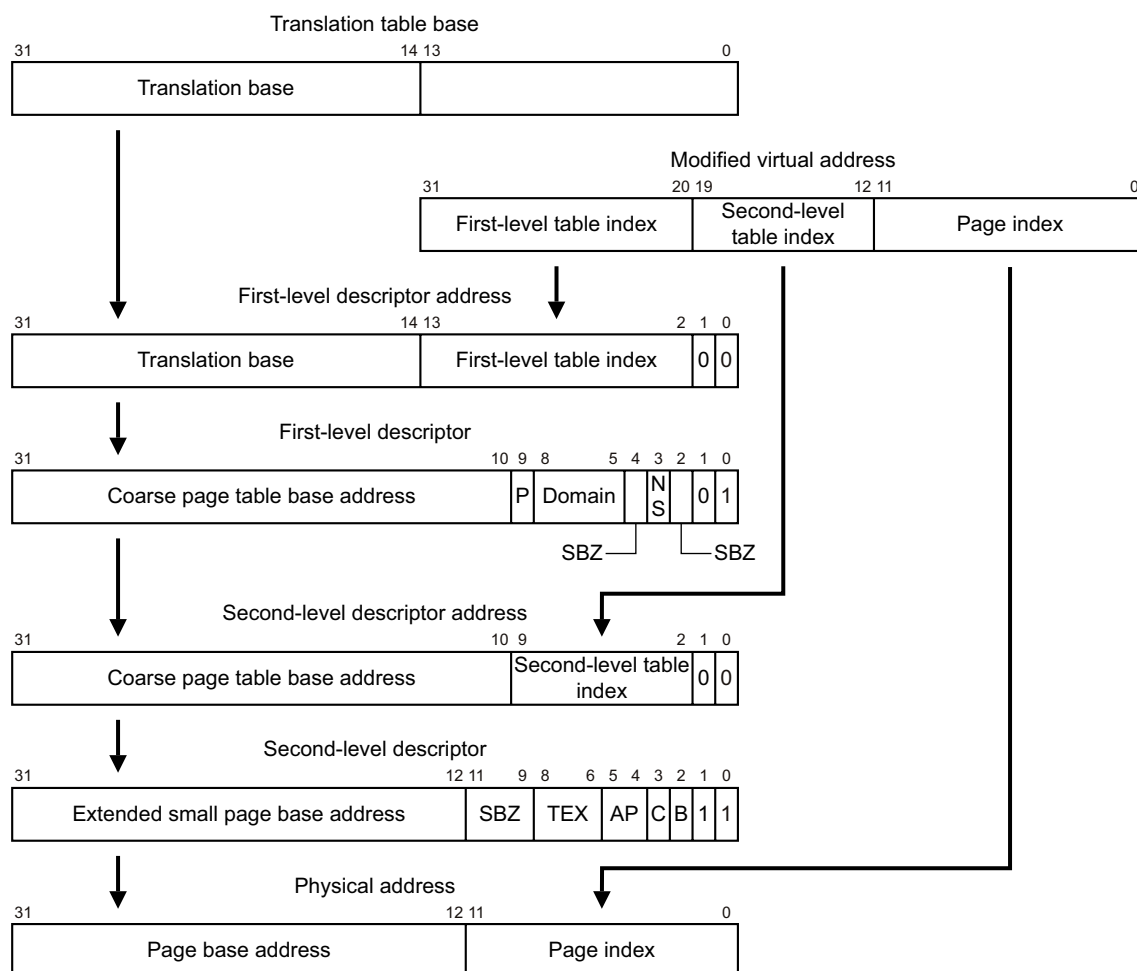 Translation table base
31 14 13 0
Translation base
Modified virtual address
31 20 19 12 11 0
First-level table index
Second-level
table index
Page index
First-level descriptor address
31 14 13 2 1 0
Translation base First-level table index 0 0
First-level descriptor
31 10 9 8 5 4 3 2 1 0
Coarse page table base address P Domain N
S 0 1
SBZ SBZ
Second-level descriptor address
31 10 9 2 1 0
Coarse page table base address
Second-level table
index
0 0
Second-level descriptor
31 12 11 9 8 6 5 4 3 2 1 0
Extended small page base address SBZ TEX AP C B 1 1
Physical address
31 12 11 0
Page base address Page index